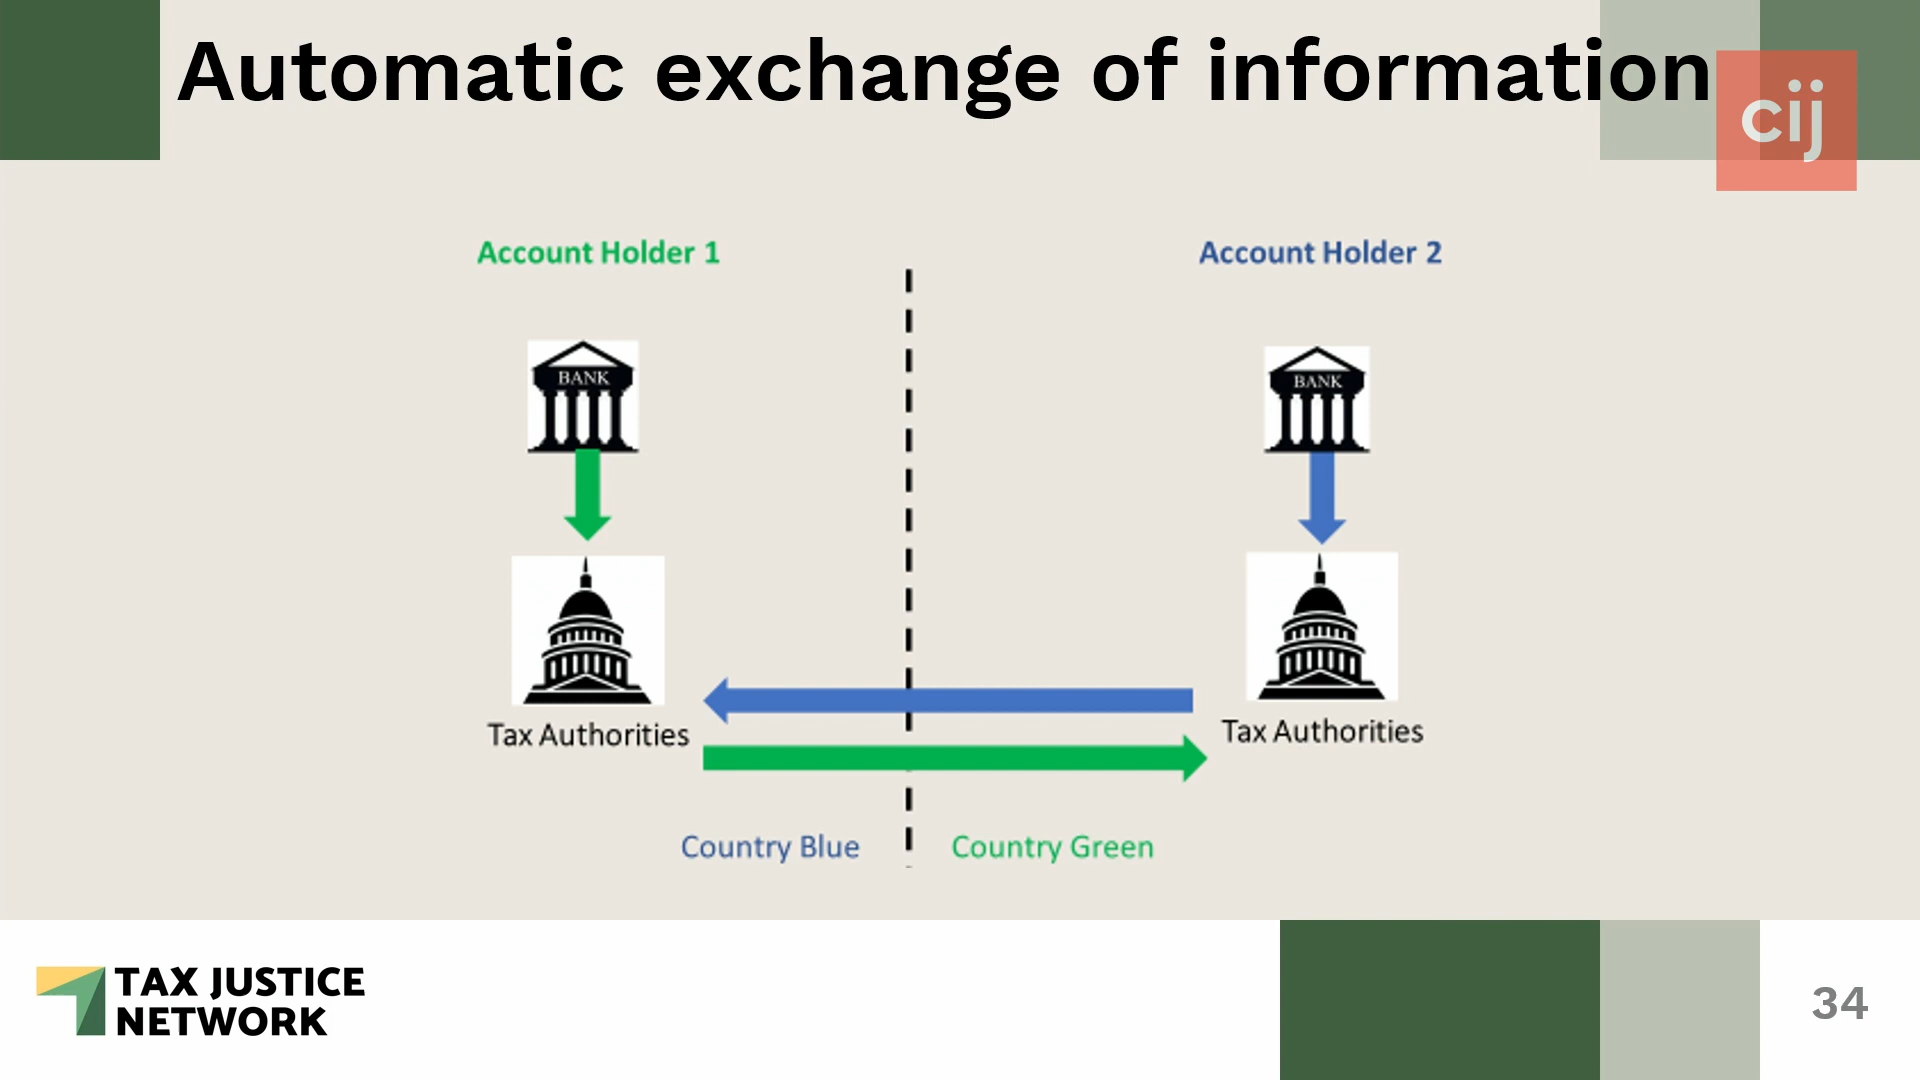 Automatic exchange of information
cij
Account Holder 1
Account Holder 2
BANK
BANK
Tax Authorities
Tax Authorities
Country Blue
Country Green
TAX JUSTICE
NETWORK
34